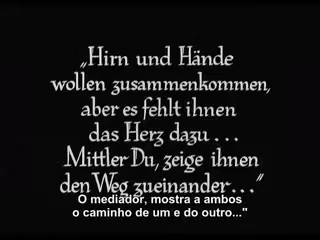 „Hirn und Hände
wollen zusammenkommen,
aber es fehlt ihnen
das Herz dazu ...
Mittler Du, zeige ihnen
den Weg zueinander ..."
O mediador, mostra a ambos
o caminho de um e do outro..."